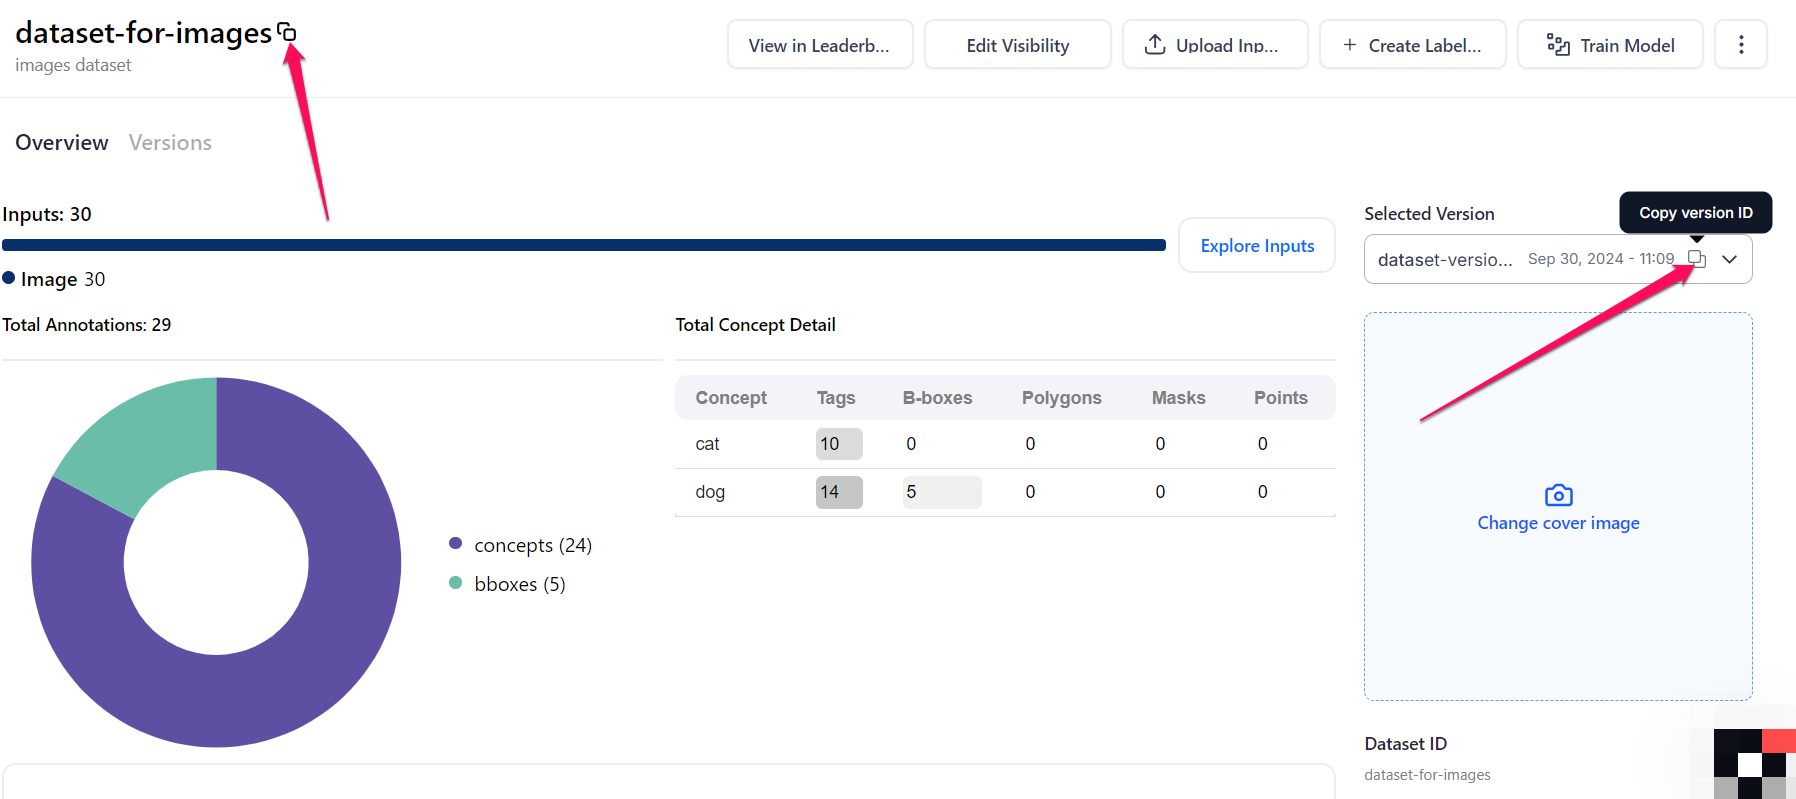 dataset-for-images
images dataset
View in Leaderb...
Edit Visibility
Upload Inp...
+ Create Label...
Train Model
Overview
Versions
Inputs: 30
Explore Inputs
Image 30
Selected Version
Copy version ID
dataset-versio...
Sep 30, 2024 - 11:09
Total Annotations: 29
concepts (24)
bboxes (5)
Total Concept Detail
Concept Tags B-boxes Polygons Masks Points
cat 10 0 0 0 0
dog 14 5 0 0 0
Change cover image
Dataset ID
dataset-for-images